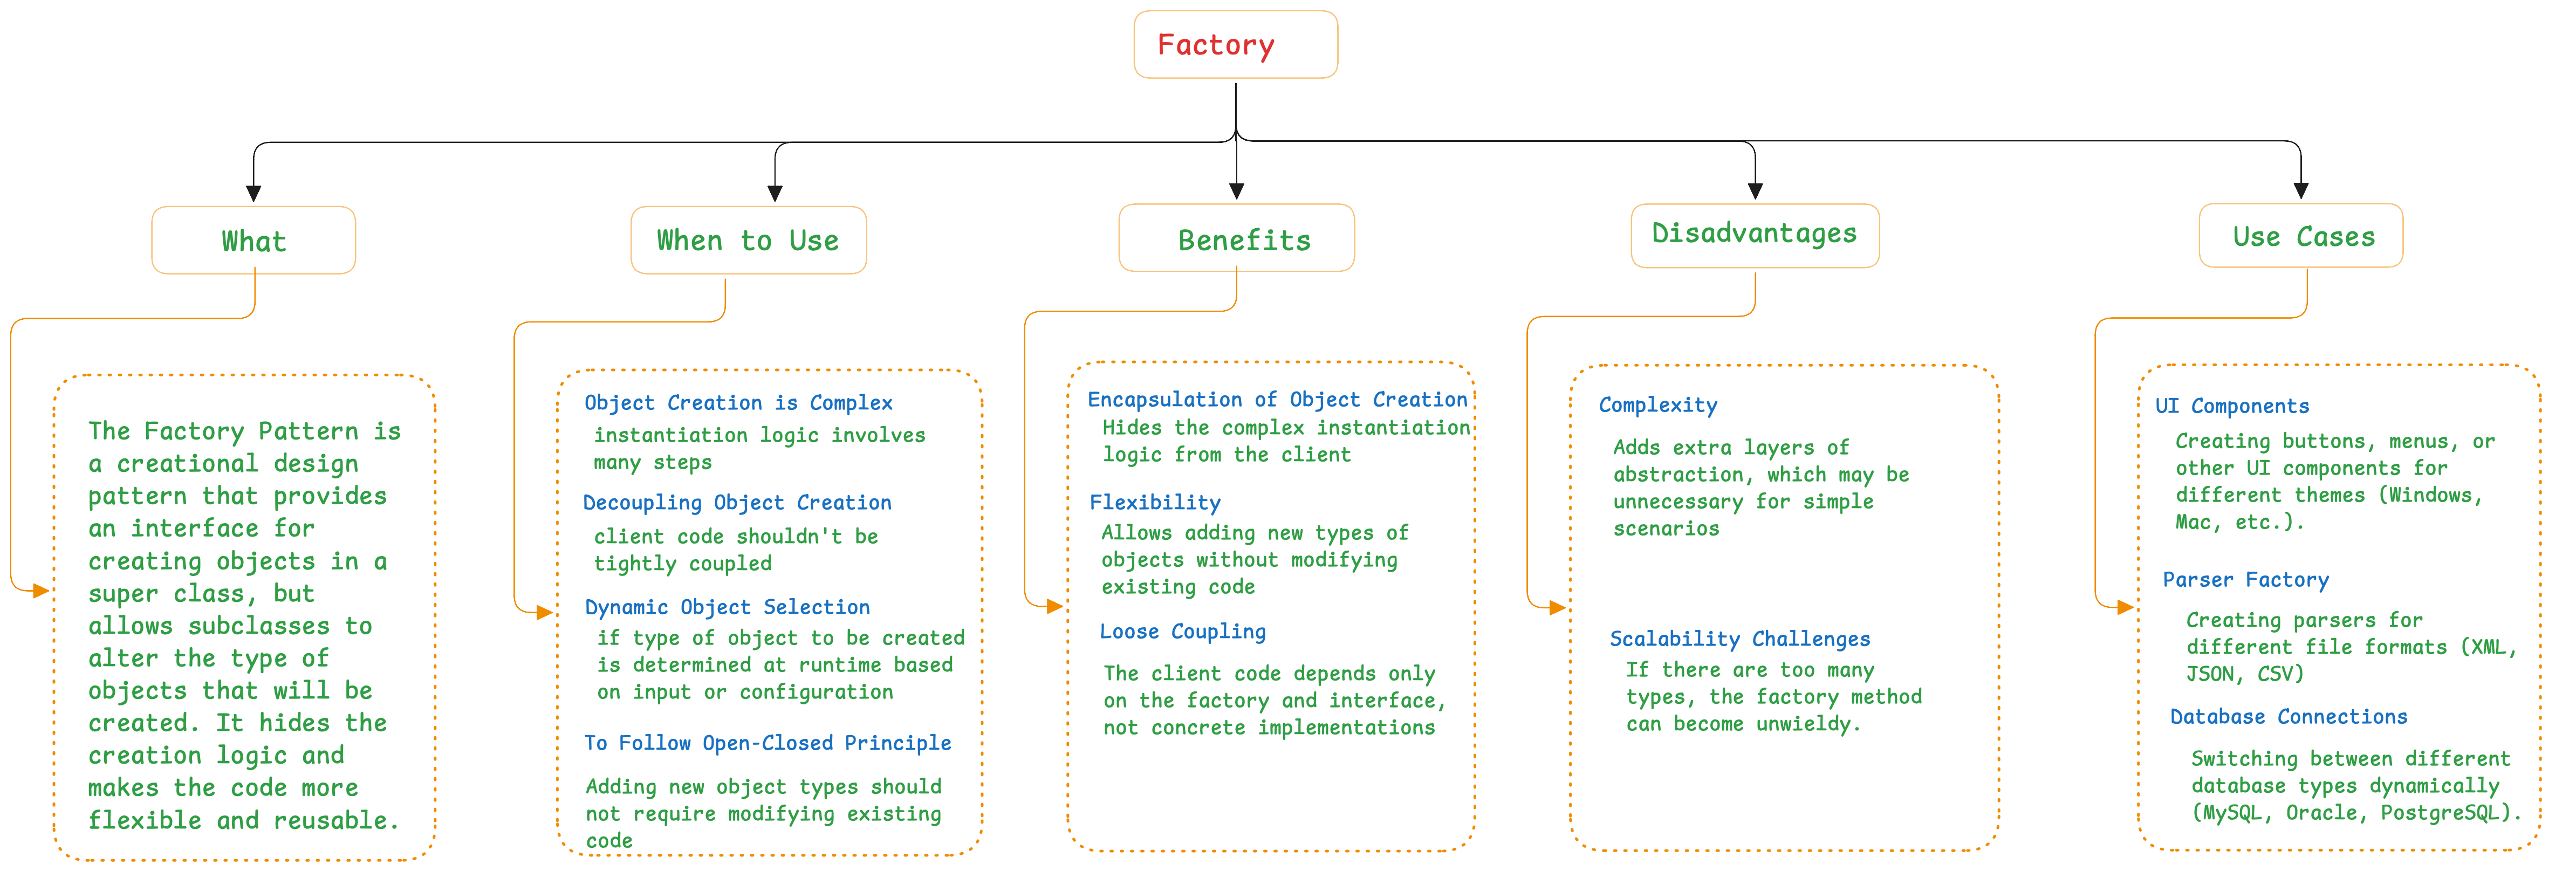 Factory
What
When to Use
Benefits
Disadvantages
Use Cases
The Factory Pattern is
a creational design
pattern that provides
an interface for
creating objects in a
super class, but
allows subclasses to
alter the type of
objects that will be
created. It hides the
creation logic and
makes the code more
flexible and reusable.
Object Creation is Complex
instantiation logic involves
many steps
Decoupling Object Creation
client code shouldn't be
tightly coupled
Dynamic Object Selection
if type of object to be created
is determined at runtime based
on input or configuration
To Follow Open-Closed Principle
Adding new object types should
not require modifying existing
code
Encapsulation of Object Creation
Hides the complex instantiation
logic from the client
Flexibility
Allows adding new types of
objects without modifying
existing code
Loose Coupling
The client code depends only
on the factory and interface,
not concrete implementations
Complexity
Adds extra layers of
abstraction, which may be
unnecessary for simple
scenarios
Scalability Challenges
If there are too many
types, the factory method
can become unwieldy.
UI Components
Creating buttons, menus, or
other UI components for
different themes (Windows,
Mac, etc.).
Parser Factory
Creating parsers for
different file formats (XML,
JSON, CSV)
Database Connections
Switching between different
database types dynamically
(MySQL, Oracle, PostgreSQL).